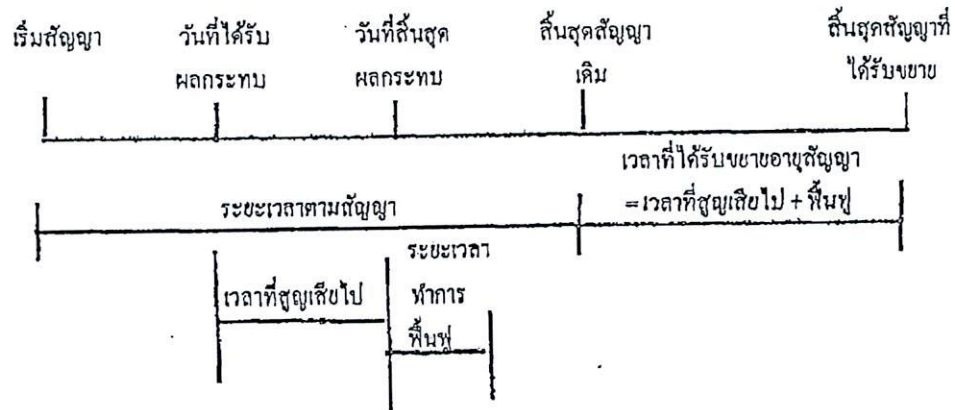 เริ่มสัญญา วันที่ได้รับ วันที่สิ้นสุด สิ้นสุดสัญญา สิ้นสุดสัญญาที่
ผลกระทบ ผลกระทบ เดิม ได้รับขยาย
เวลาที่ได้รับขยายอายุสัญญา
ระยะเวลาตามสัญญา =เวลาที่สูญเสียไป + ฟื้นฟู
ระยะเวลา
เวลาที่สูญเสียไป ทำการ
ฟื้นฟู